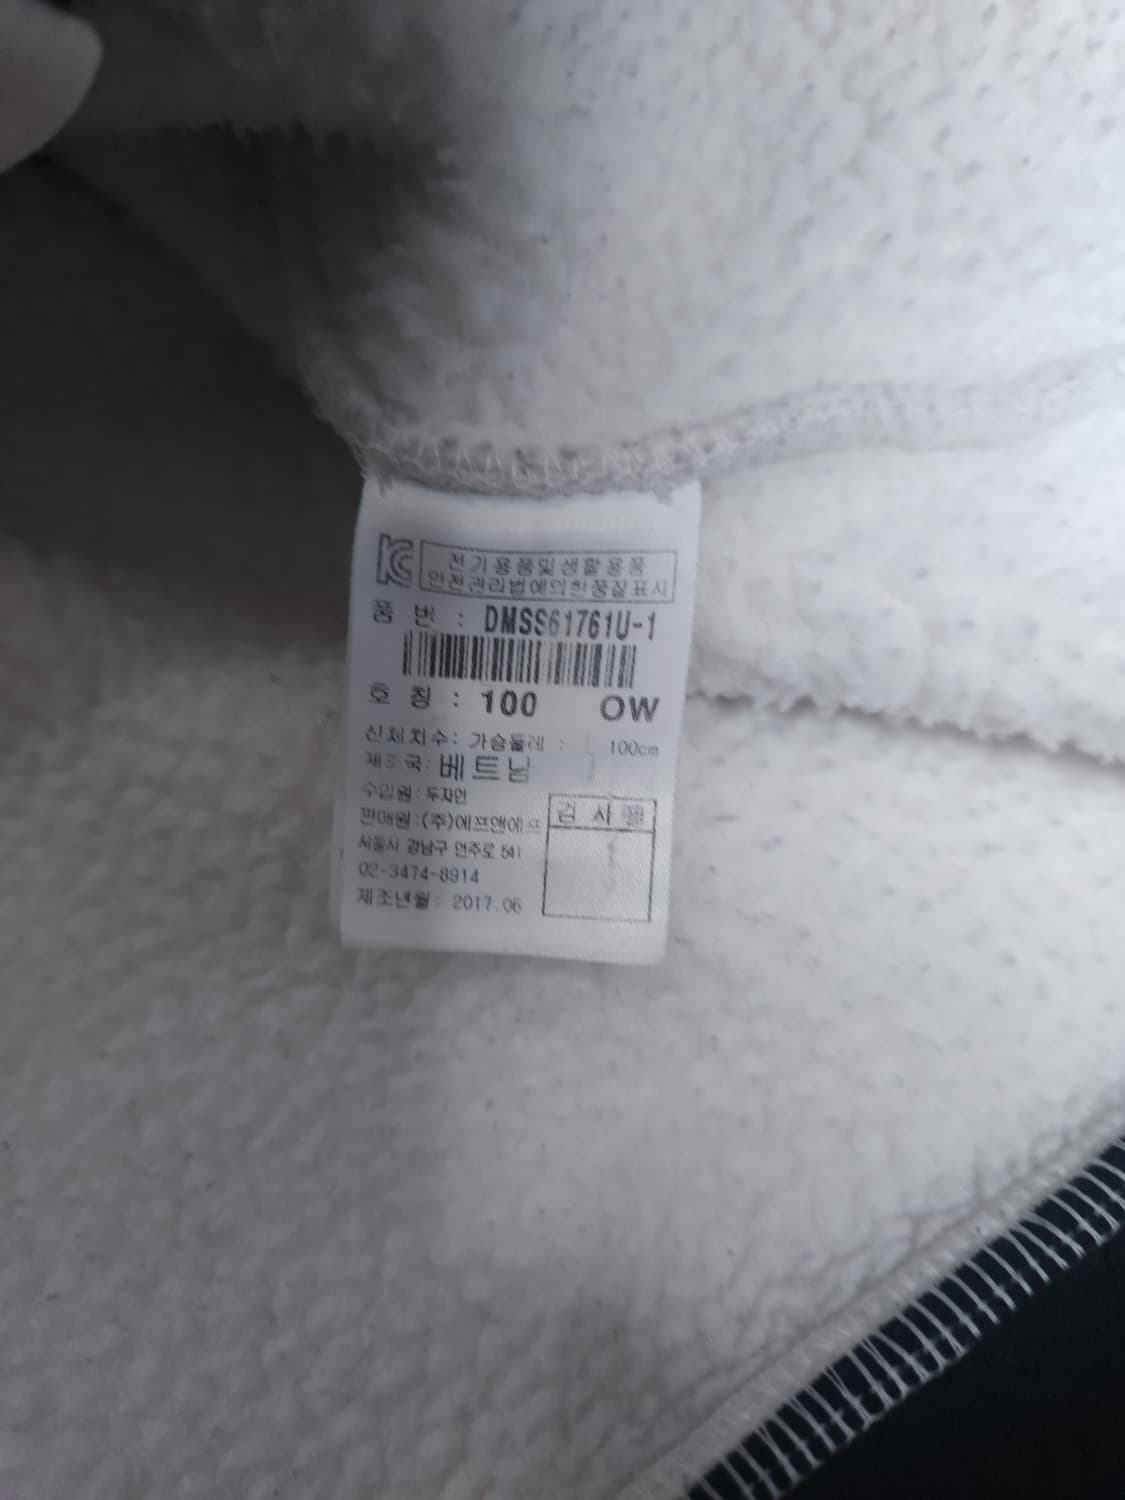 KC 전기용품및생활용품
안전관리법에의한품질표시
품 번 : DMSS61761U-1
호 칭 : 100 OW
신체치수: 가슴둘레 : 100cm
제조국: 베트남
수입원: 두자인
판매원:(주)에프앤에프
검사필
서울시 강남구 언주로 541
02-3474-8914
제조년월: 2017.06